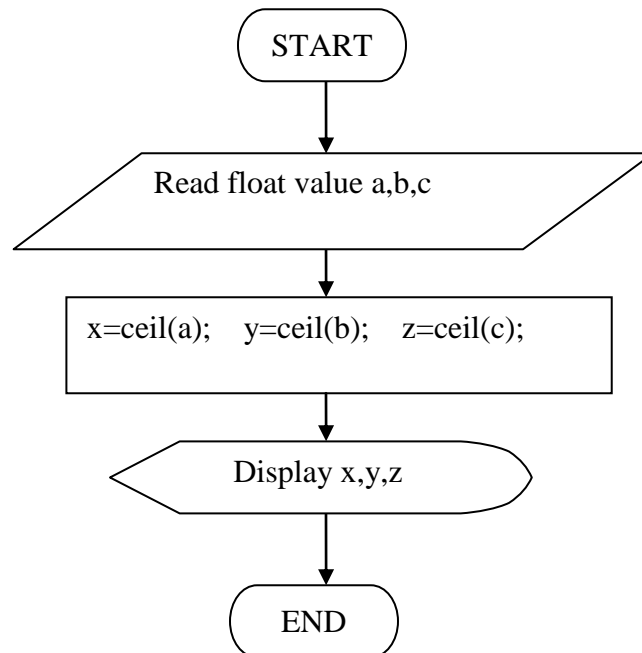 START
Read float value a,b,c
x=ceil(a); y=ceil(b); z=ceil(c);
Display x,y,z
END